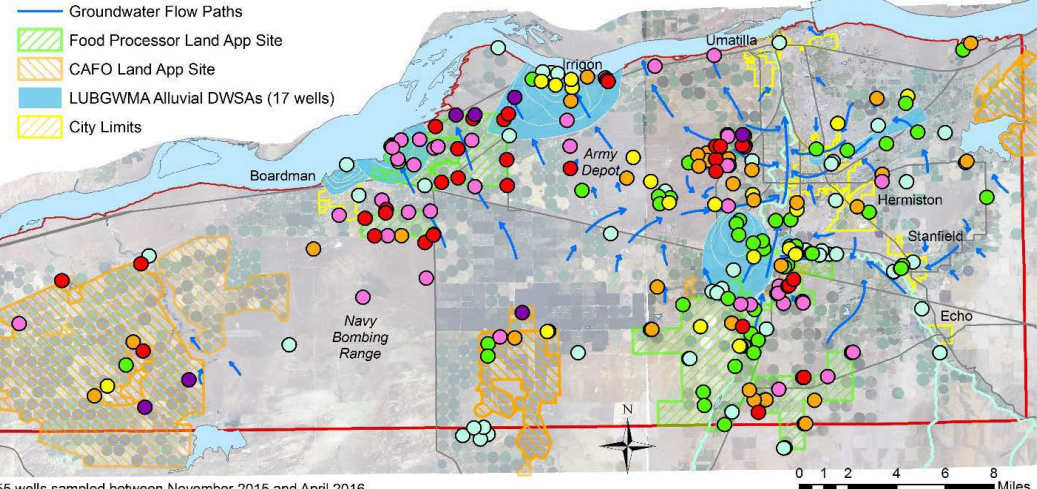 Groundwater Flow Paths
Food Processor Land App Site
CAFO Land App Site
LUBGWMA Alluvial DWSAs (17 wells)
City Limits
Umatilla
Irrigon
Army
Depot
Boardman
Hermiston
Stanfield
Echo
Navy
Bombing
Range
N
0 1 2 4 6 8
Miles
wells sampled between November 2015 and April 2016